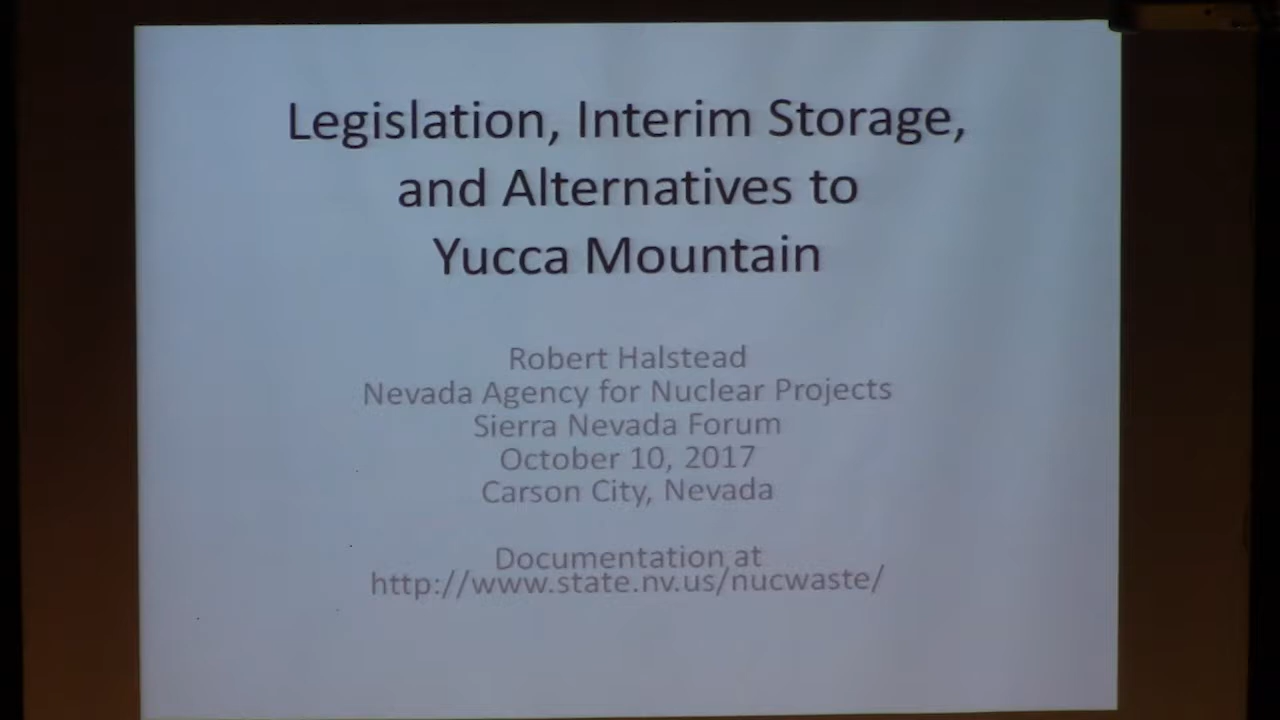 Legislation, Interim Storage,
and Alternatives to
Yucca Mountain
Robert Halstead
Nevada Agency for Nuclear Projects
Sierra Nevada Forum
October 10, 2017
Carson City, Nevada
Documentation at
http://www.state.nv.us/nucwaste/